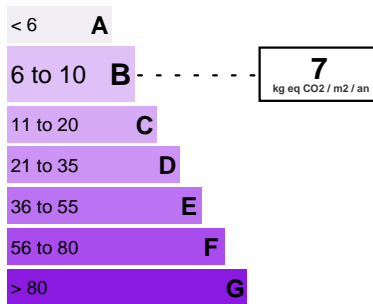 < 6 A
6 to 10 B 7
kg eq CO2 / m2 / an
11 to 20 C
21 to 35 D
36 to 55 E
56 to 80 F
> 80 G